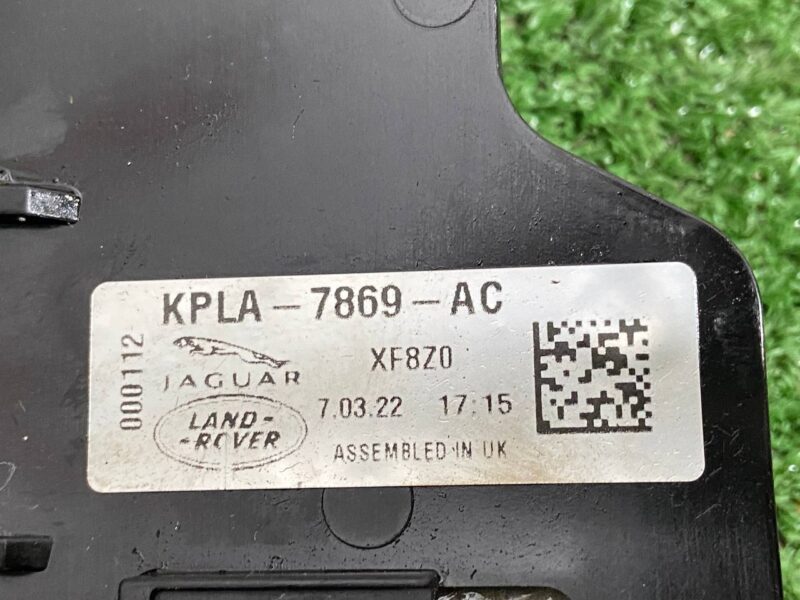 KPLA-7869-AC
000112
JAGUAR
XF8Z0
LAND-
-ROVER
7.03.22 17:15
ASSEMBLED IN UK